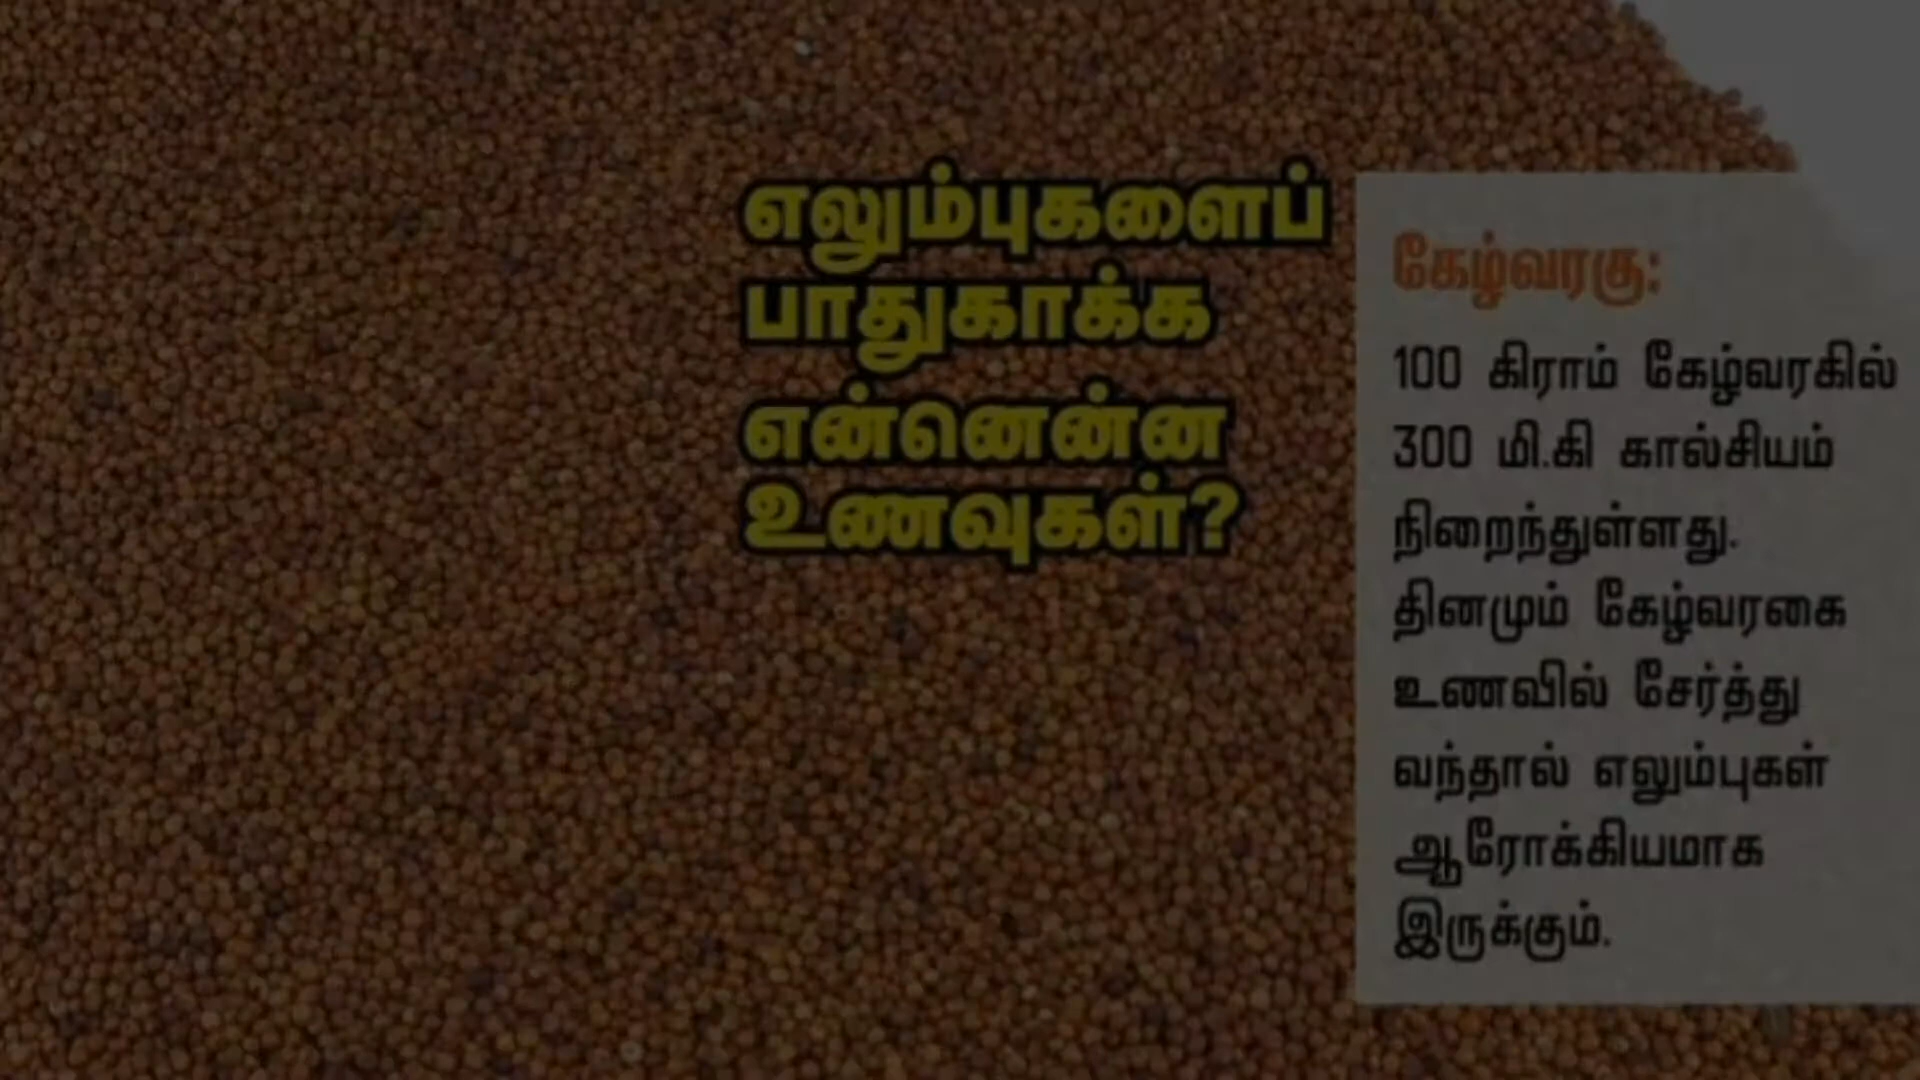 எலும்புகளைப்
பாதுகாக்க
என்னென்ன
உணவுகள்?
கேழ்வரகு:
100 கிராம் கேழ்வரகில்
300 மி.கி கால்சியம்
நிறைந்துள்ளது.
தினமும் கேழ்வரகை
உணவில் சேர்த்து
வந்தால் எலும்புகள்
ஆரோக்கியமாக
இருக்கும்.